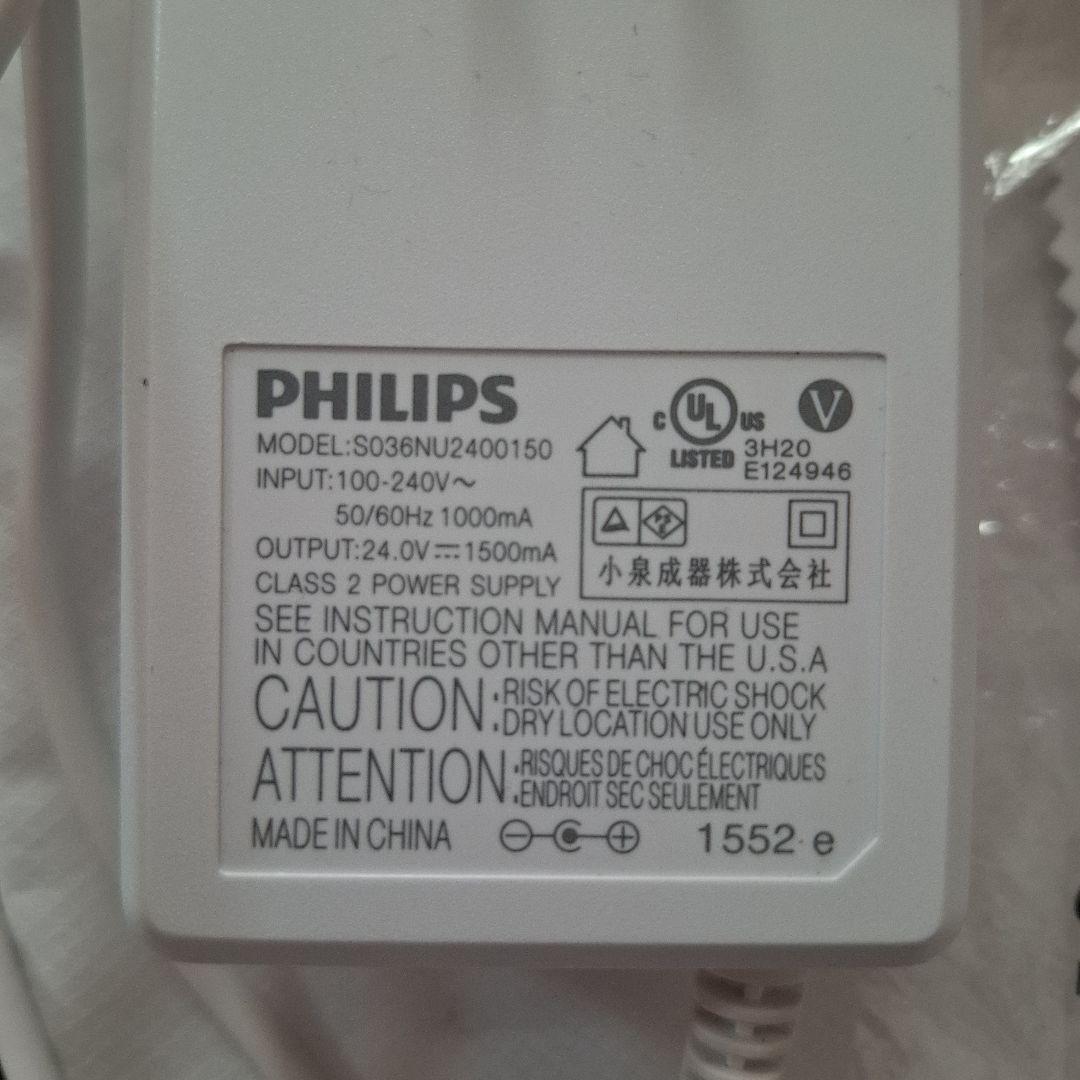 PHILIPS
MODEL:S036NU2400150
INPUT:100-240V~
50/60Hz 1000mA
OUTPUT:24.0V⎓1500mA
CLASS 2 POWER SUPPLY
C UL US
LISTED
V
3H20
E124946
小泉成器株式会社
SEE INSTRUCTION MANUAL FOR USE
IN COUNTRIES OTHER THAN THE U.S.A
CAUTION:RISK OF ELECTRIC SHOCK
:DRY LOCATION USE ONLY
ATTENTION:RISQUES DE CHOC ÉLECTRIQUES
:ENDROIT SEC SEULEMENT
MADE IN CHINA
1552 e